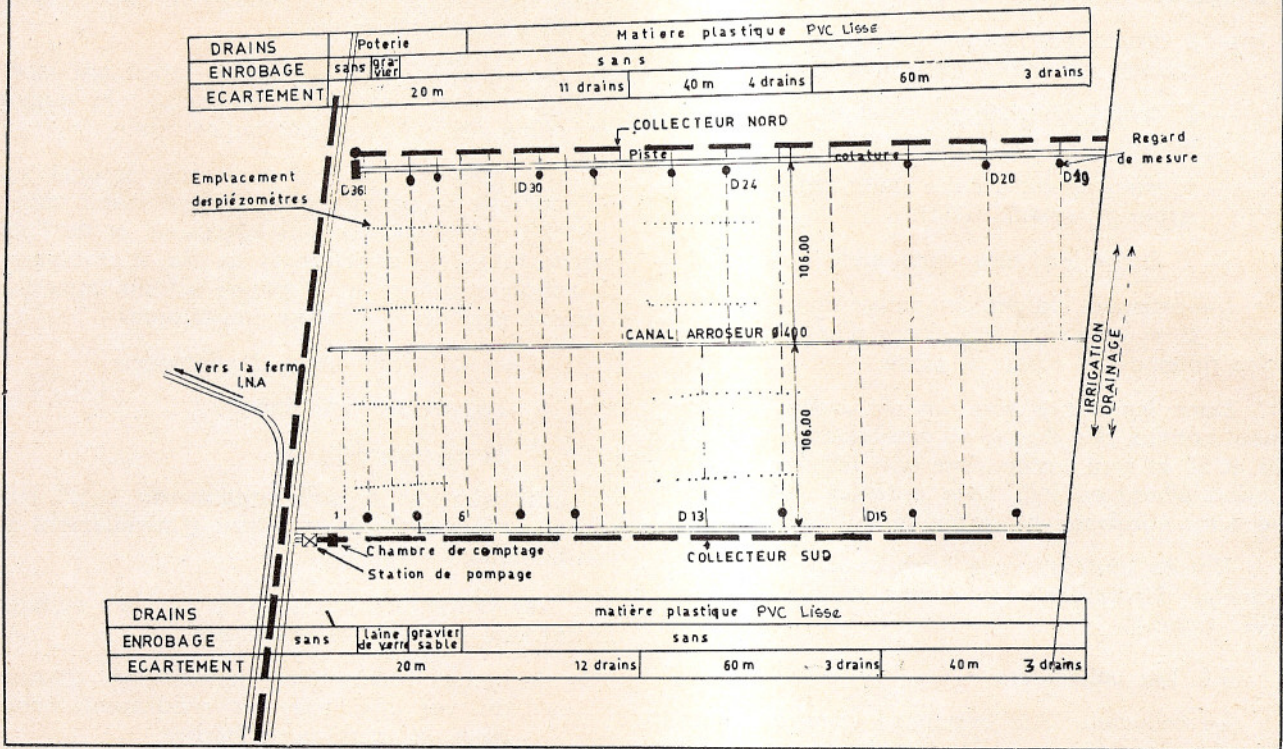 DRAINS Poterie Matiere plastique PVC Lisse
ENROBAGE sans gra-vier sans
ECARTEMENT 20 m 11 drains 40 m 4 drains 60m 3 drains
COLLECTEUR NORD
Piste colature
Regard de mesure
Emplacement des piézomètres
D36 D30 D24 D20
106.00
CANAL ARROSEUR Ø 400
Vers la ferm I.N.A
IRRIGATION
DRAINAGE
106.00
1 6 D13 D15
Chambre de comptage
Station de pompage
COLLECTEUR SUD
DRAINS matière plastique PVC Lisse
ENROBAGE sans laine de verre gravier sable sans
ECARTEMENT 20 m 12 drains 60 m 3 drains 40 m 3 drains